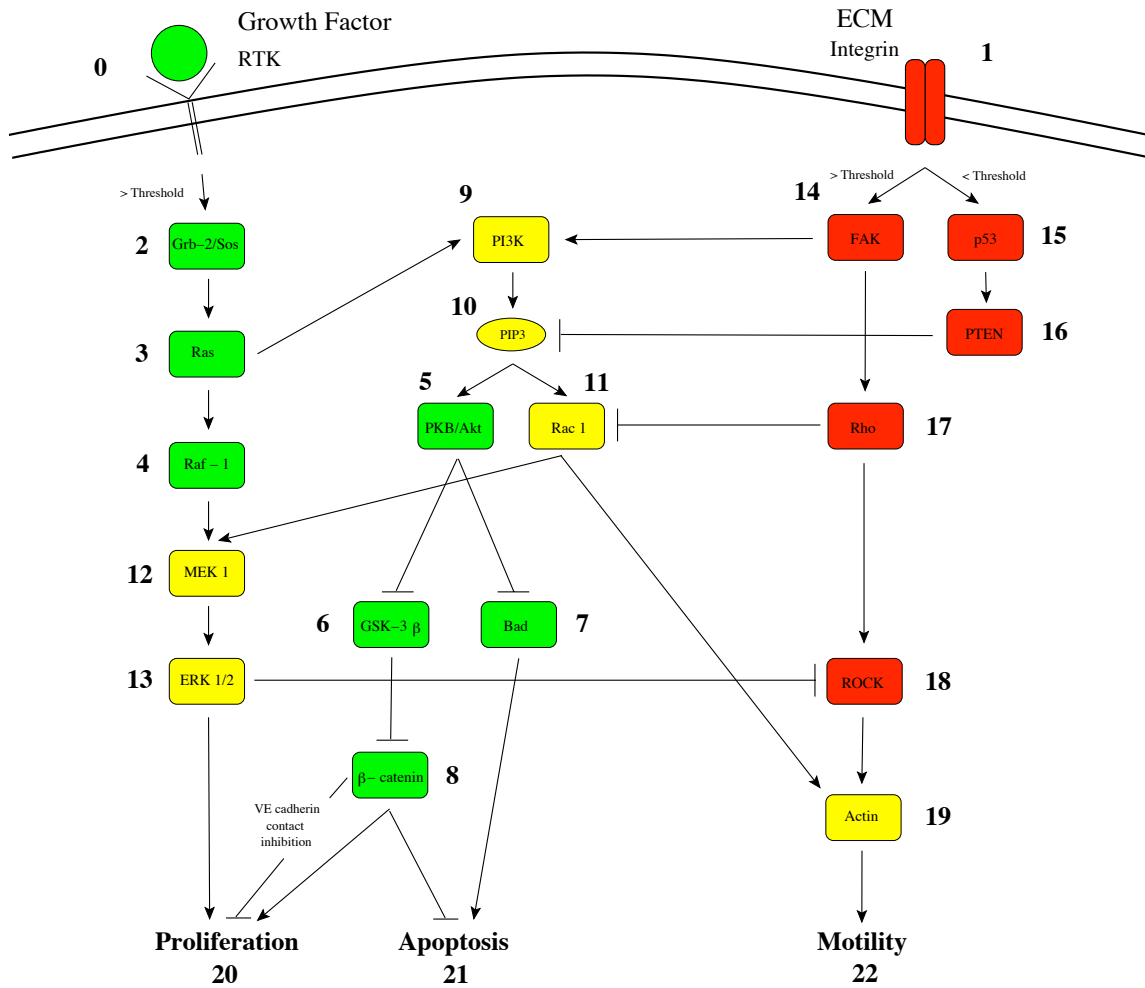 Growth Factor
RTK
0
ECM
Integrin
1
> Threshold
> Threshold
< Threshold
9
14
2
Grb–2/Sos
PI3K
FAK
p53
15
10
3
Ras
PIP3
PTEN
16
5
11
PKB/Akt
Rac 1
Rho
17
4
Raf – 1
12
MEK 1
6
GSK–3 β
Bad
7
13
ERK 1/2
ROCK
18
β– catenin
8
VE cadherin
contact
inhibition
Actin
19
Proliferation
20
Apoptosis
21
Motility
22